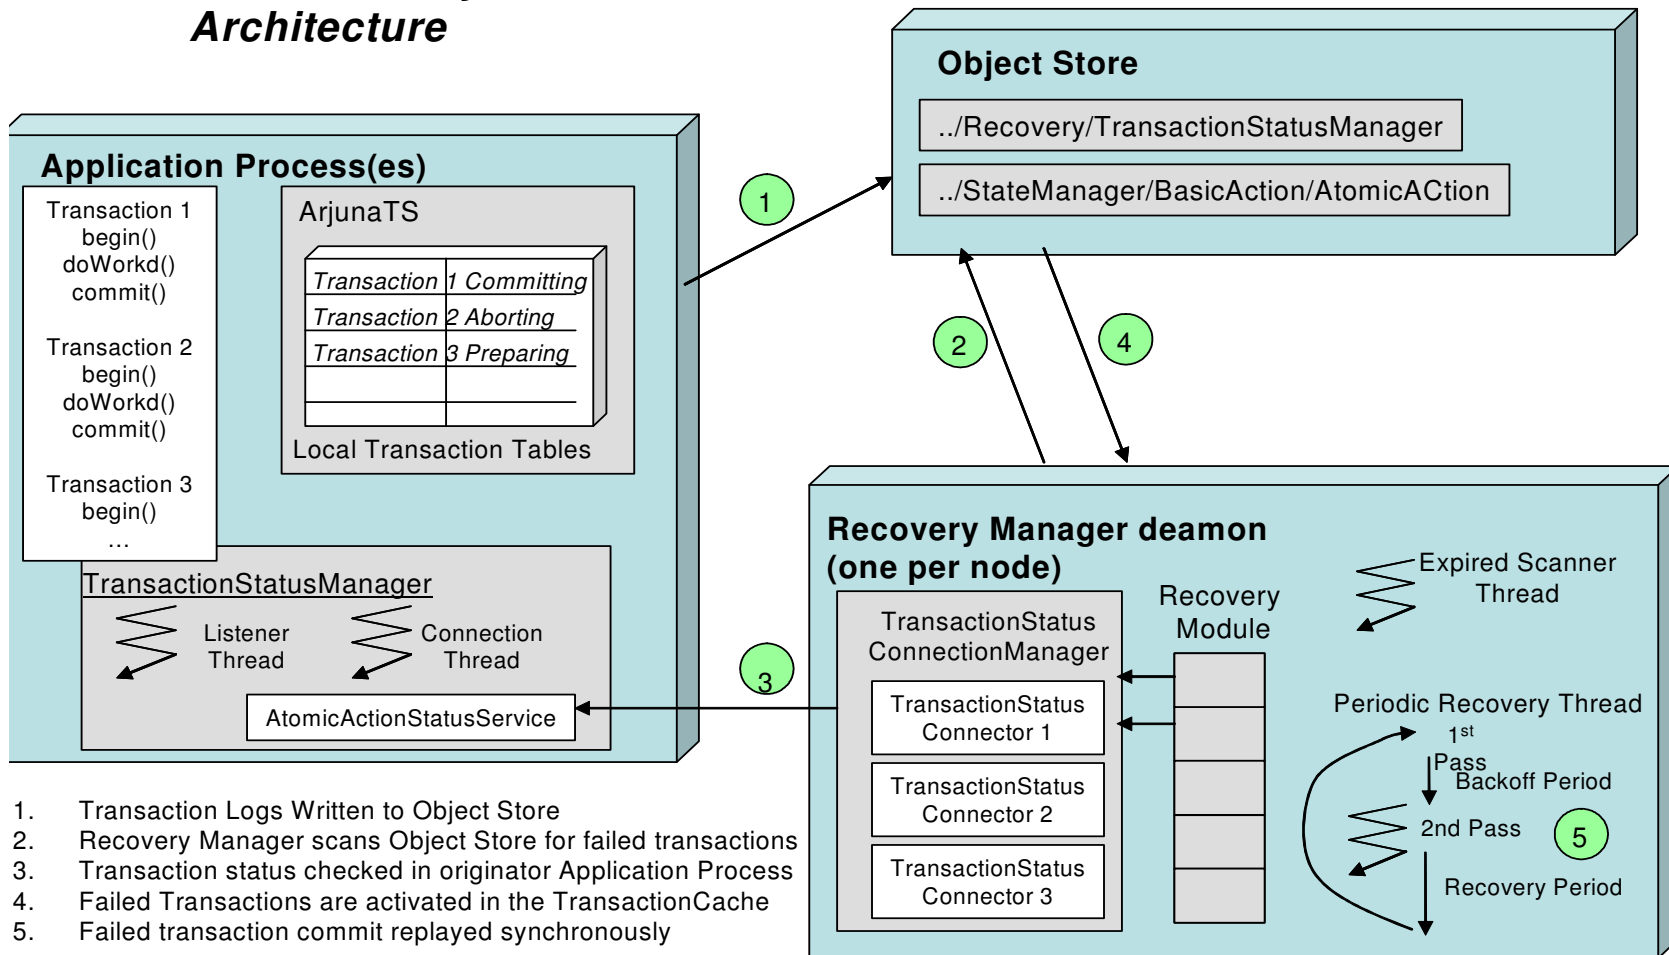 Architecture
Object Store
../Recovery/TransactionStatusManager
../StateManager/BasicAction/AtomicACtion
Application Process(es)
Transaction 1
begin()
doWorkd()
commit()
Transaction 2
begin()
doWorkd()
commit()
Transaction 3
begin()
...
ArjunaTS
Transaction 1 Committing
Transaction 2 Aborting
Transaction 3 Preparing
Local Transaction Tables
TransactionStatusManager
Listener
Thread
Connection
Thread
AtomicActionStatusService
1
2
4
3
Recovery Manager deamon
(one per node)
TransactionStatus
ConnectionManager
TransactionStatus
Connector 1
TransactionStatus
Connector 2
TransactionStatus
Connector 3
Recovery
Module
Expired Scanner
Thread
Periodic Recovery Thread
1st
Pass
Backoff Period
2nd Pass
5
Recovery Period
1. Transaction Logs Written to Object Store
2. Recovery Manager scans Object Store for failed transactions
3. Transaction status checked in originator Application Process
4. Failed Transactions are activated in the TransactionCache
5. Failed transaction commit replayed synchronously